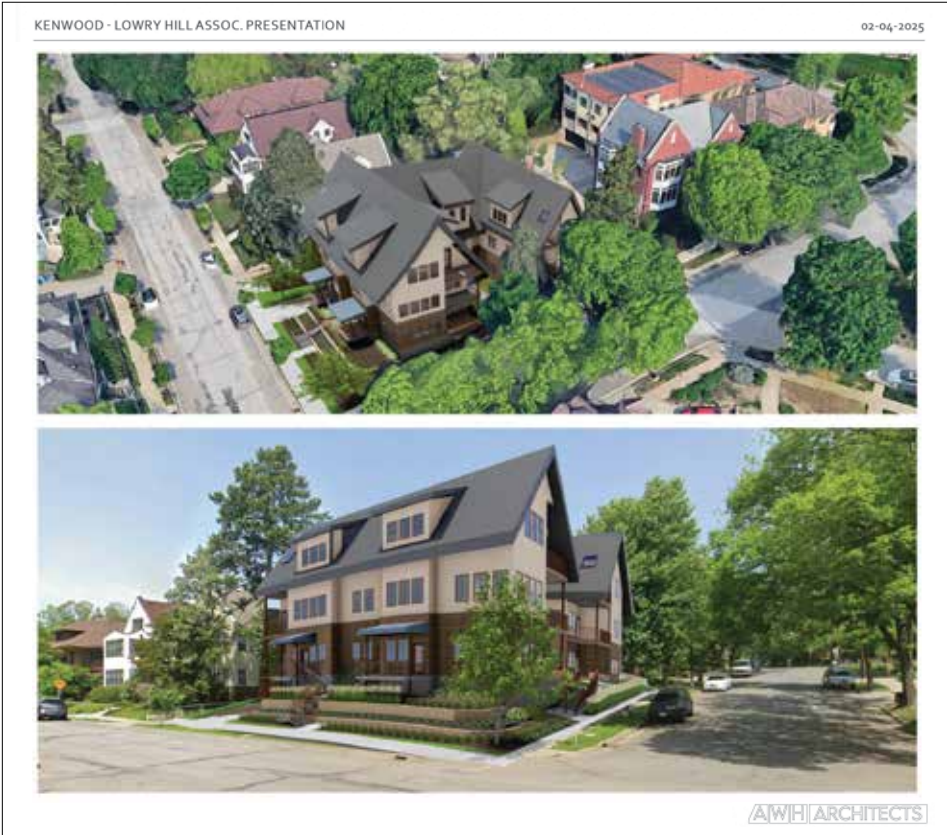 KENWOOD - LOWRY HILL ASSOC. PRESENTATION
02-04-2025
AWH ARCHITECTS